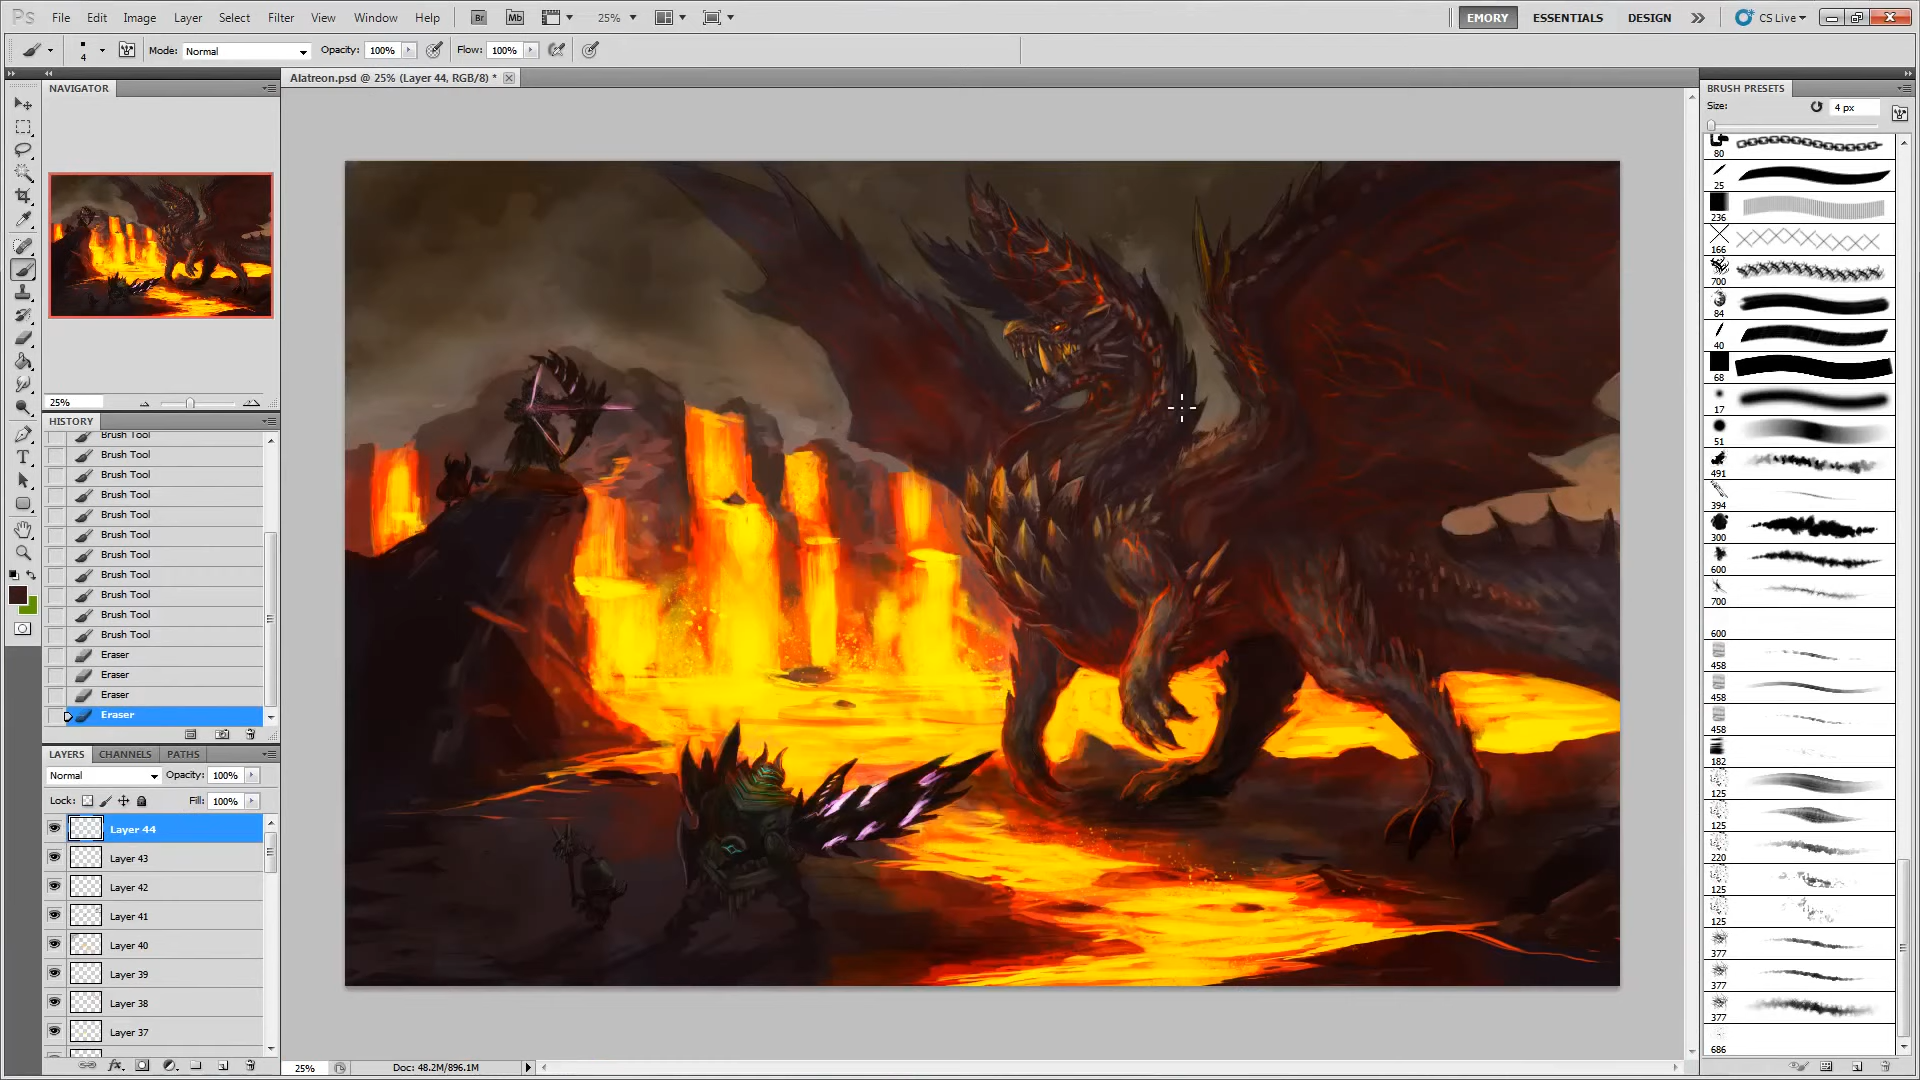 Ps File Edit Image Layer Select Filter View Window Help Br Mb 25% EMORY ESSENTIALS DESIGN CS Live
4 Mode: Normal Opacity: 100% Flow: 100%
NAVIGATOR
Alatreon.psd @ 25% (Layer 44, RGB/8) *
BRUSH PRESETS
Size: 4 px
25%
HISTORY
Brush Tool
Brush Tool
Brush Tool
Brush Tool
Brush Tool
Brush Tool
Brush Tool
Brush Tool
Brush Tool
Brush Tool
Brush Tool
Eraser
Eraser
Eraser
Eraser
LAYERS CHANNELS PATHS
Normal Opacity: 100%
Lock: Fill: 100%
Layer 44
Layer 43
Layer 42
Layer 41
Layer 40
Layer 39
Layer 38
Layer 37
25% Doc: 48.2M/896.1M
80
25
236
166
700
84
40
68
17
51
491
394
300
600
700
600
458
458
458
182
125
125
220
125
125
377
377
377
686